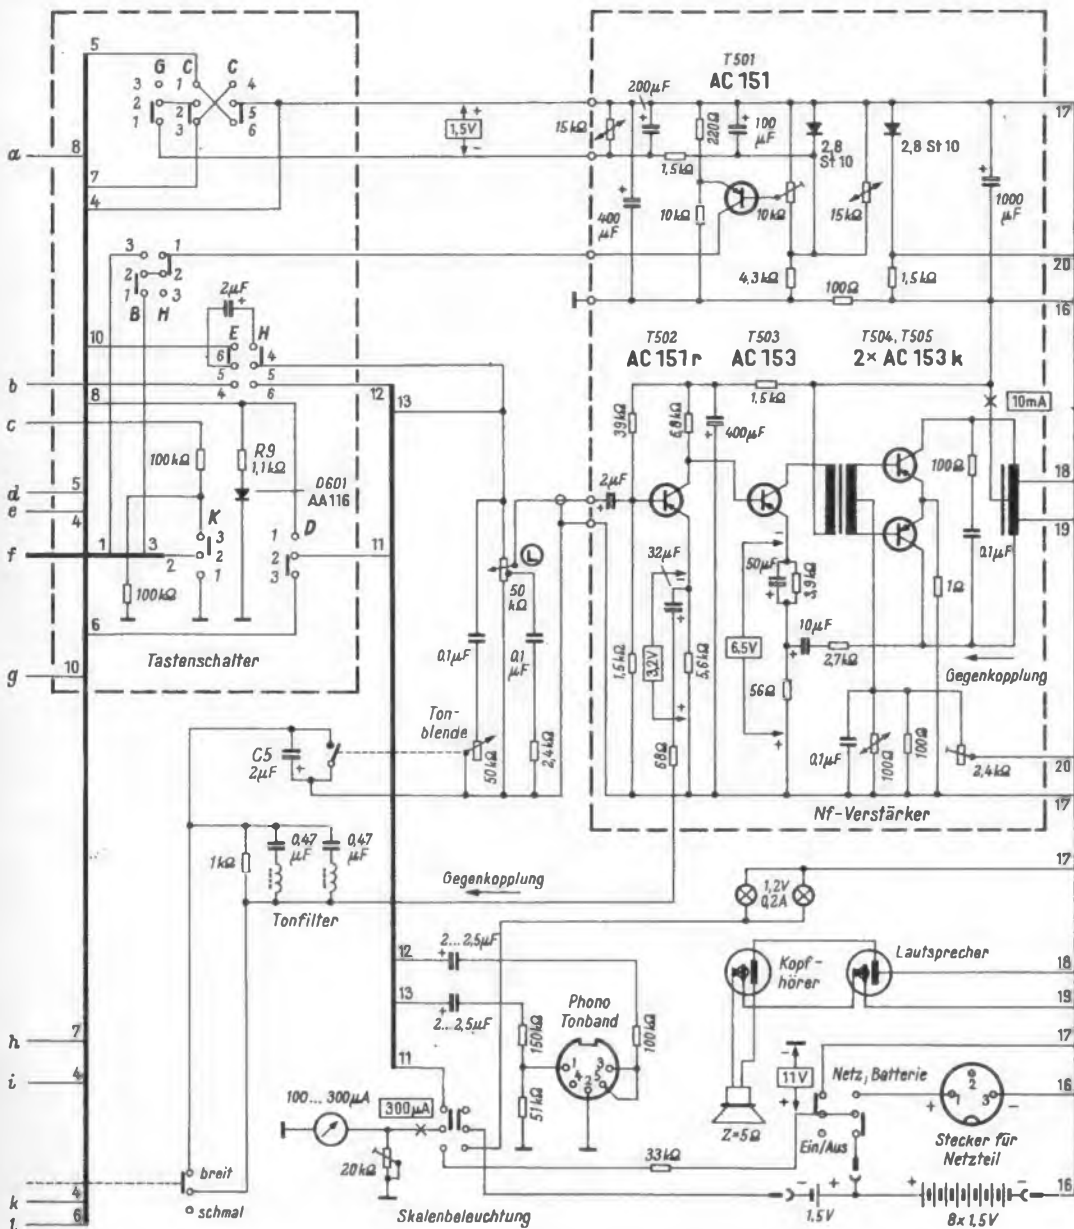 5
G C C
3 1 4
2 2 5
1 3 6
a
8
7
4
3 1
2 2
1 3
B H
2µF
+
10
E H
6 4
5 5
4 6
b
8
c
100kΩ
R9
1,1kΩ
0601
AA116
d
5
e
4
K
3
2
1
D
1
2
3
f
1 3
2
100kΩ
6
Tastenschalter
g
10
12
13
11
+
1,5V
−
T501
AC 151
200µF
15kΩ
220Ω
100
µF
2,8
St 10
2,8 St 10
1,5kΩ
400
µF
10kΩ
10kΩ
15kΩ
1000
µF
4,3kΩ
100Ω
1,5kΩ
17
20
16
T502
AC 151 r
T503
AC 153
T504, T505
2× AC 153 k
1,5kΩ
10mA
39kΩ
6,8kΩ
400µF
2µF
100Ω
18
19
0,1µF
L
50
kΩ
32µF
50µF
3,9kΩ
1Ω
0,1µF
0,1
µF
1,5kΩ
3,2V
5,6kΩ
6,5V
10µF
2,7kΩ
56Ω
Gegenkopplung
Ton-
blende
50kΩ
2,4kΩ
68Ω
0,1µF
100Ω
100Ω
2,4kΩ
20
17
Nf-Verstärker
C5
2µF
+
1kΩ
0,47
µF
0,47
µF
Tonfilter
Gegenkopplung
1,2V
0,2A
17
12
2...2,5µF
13
2...2,5µF
Kopf-
hörer
Lautsprecher
18
19
Phono
Tonband
150kΩ
100kΩ
1 3
4 5
2
51kΩ
11
h
7
i
4
100...300µA
300µA
20kΩ
33kΩ
Z=5Ω
−
11V
+
17
Netz, Batterie
Ein/Aus
2
1 3
+ −
16
Stecker für
Netzteil
breit
schmal
k
4
l
6
Skalenbeleuchtung
− +
1,5V
+ −
8x 1,5V
16